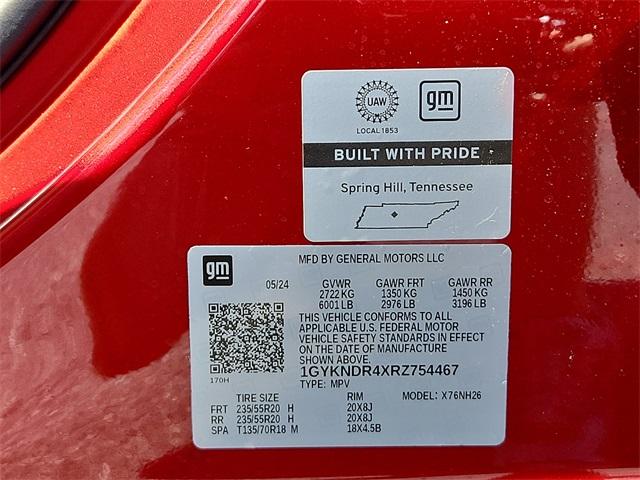 UAW
gm
LOCAL 1853
BUILT WITH PRIDE
Spring Hill, Tennessee
gm
MFD BY GENERAL MOTORS LLC
05/24 GVWR GAWR FRT GAWR RR
2722 KG 1350 KG 1450 KG
6001 LB 2976 LB 3196 LB
THIS VEHICLE CONFORMS TO ALL
APPLICABLE U.S. FEDERAL MOTOR
VEHICLE SAFETY STANDARDS IN EFFECT
ON THE DATE OF MANUFACTURE
SHOWN ABOVE.
1GYKNDR4XRZ754467
170H
TYPE: MPV
TIRE SIZE RIM MODEL: X76NH26
FRT 235/55R20 H 20X8J
RR 235/55R20 H 20X8J
SPA T135/70R18 M 18X4.5B